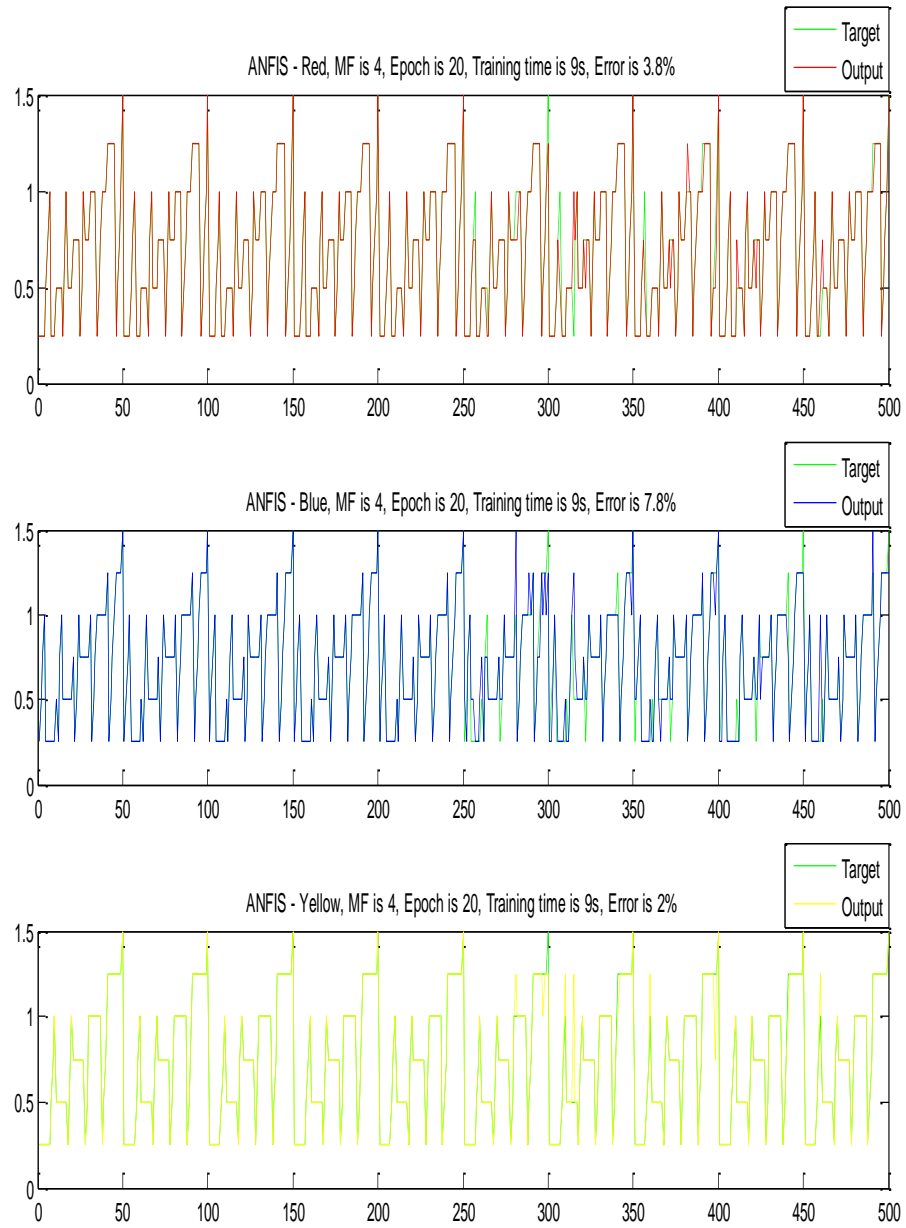 Target
Output
ANFIS - Red, MF is 4, Epoch is 20, Training time is 9s, Error is 3.8%
1.5
1
0.5
0
0 50 100 150 200 250 300 350 400 450 500
Target
Output
ANFIS - Blue, MF is 4, Epoch is 20, Training time is 9s, Error is 7.8%
1.5
1
0.5
0
0 50 100 150 200 250 300 350 400 450 500
Target
Output
ANFIS - Yellow, MF is 4, Epoch is 20, Training time is 9s, Error is 2%
1.5
1
0.5
0
0 50 100 150 200 250 300 350 400 450 500